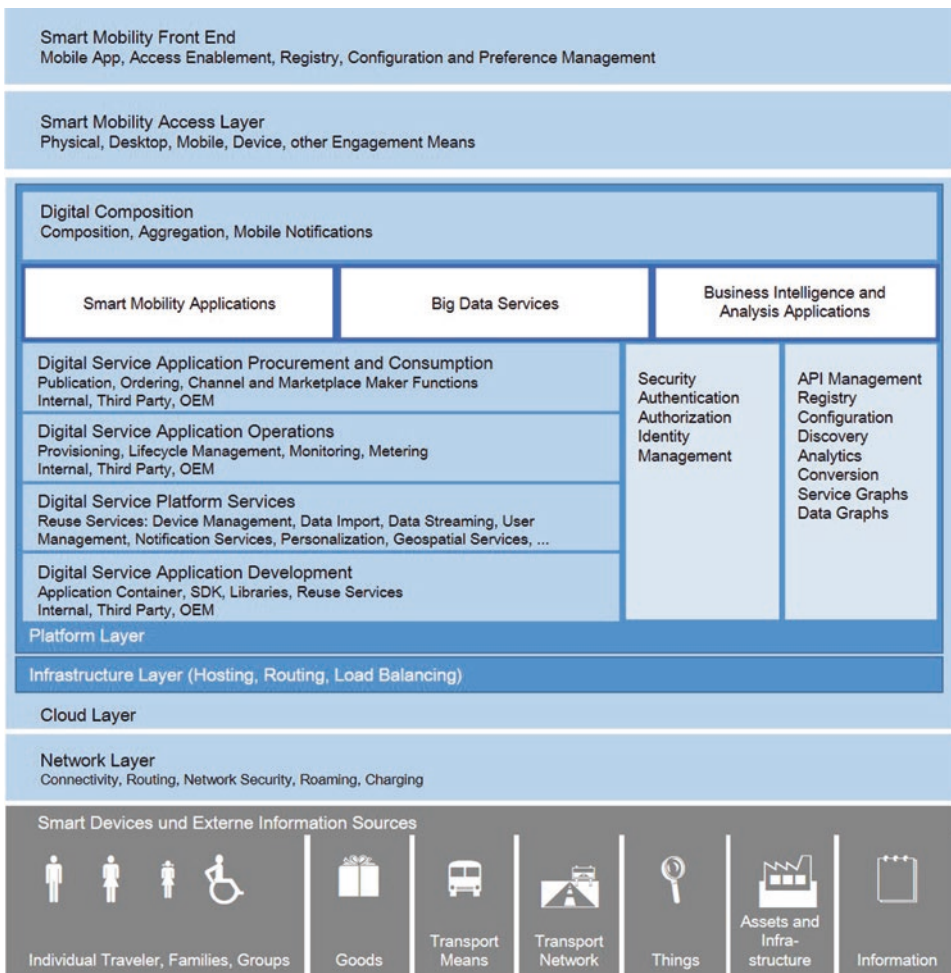 Smart Mobility Front End
Mobile App, Access Enablement, Registry, Configuration and Preference Management
Smart Mobility Access Layer
Physical, Desktop, Mobile, Device, other Engagement Means
Digital Composition
Composition, Aggregation, Mobile Notifications
Smart Mobility Applications
Big Data Services
Business Intelligence and
Analysis Applications
Digital Service Application Procurement and Consumption
Publication, Ordering, Channel and Marketplace Maker Functions
Internal, Third Party, OEM
Digital Service Application Operations
Provisioning, Lifecycle Management, Monitoring, Metering
Internal, Third Party, OEM
Digital Service Platform Services
Reuse Services: Device Management, Data Import, Data Streaming, User
Management, Notification Services, Personalization, Geospatial Services, ...
Digital Service Application Development
Application Container, SDK, Libraries, Reuse Services
Internal, Third Party, OEM
Security
Authentication
Authorization
Identity
Management
API Management
Registry
Configuration
Discovery
Analytics
Conversion
Service Graphs
Data Graphs
Platform Layer
Infrastructure Layer (Hosting, Routing, Load Balancing)
Cloud Layer
Network Layer
Connectivity, Routing, Network Security, Roaming, Charging
Smart Devices und Externe Information Sources
Individual Traveler, Families, Groups
Goods
Transport
Means
Transport
Network
Things
Assets and
Infra-
structure
Information